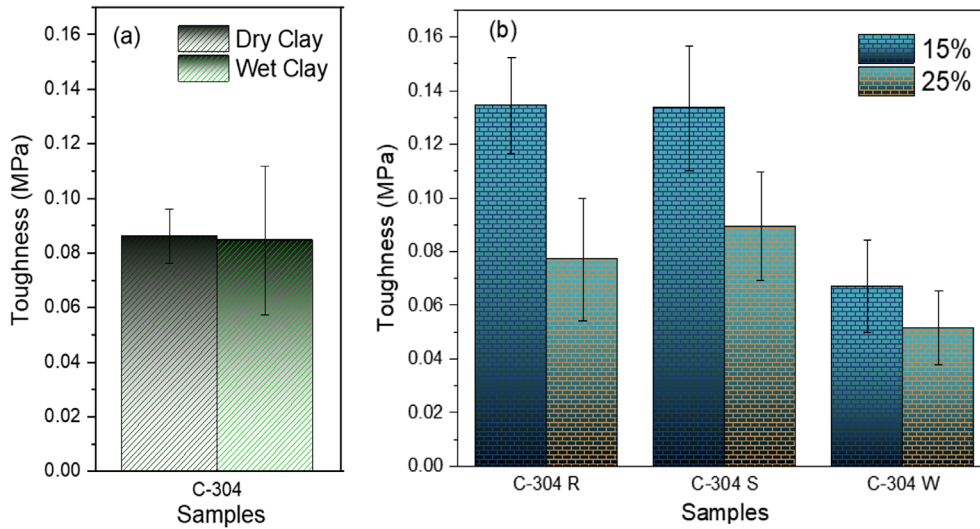 (a)
Dry Clay
Wet Clay
0.16
0.14
0.12
0.10
0.08
0.06
0.04
0.02
0.00
Toughness (MPa)
C-304
Samples
(b)
15%
25%
0.16
0.14
0.12
0.10
0.08
0.06
0.04
0.02
0.00
Toughness (MPa)
C-304 R C-304 S C-304 W
Samples